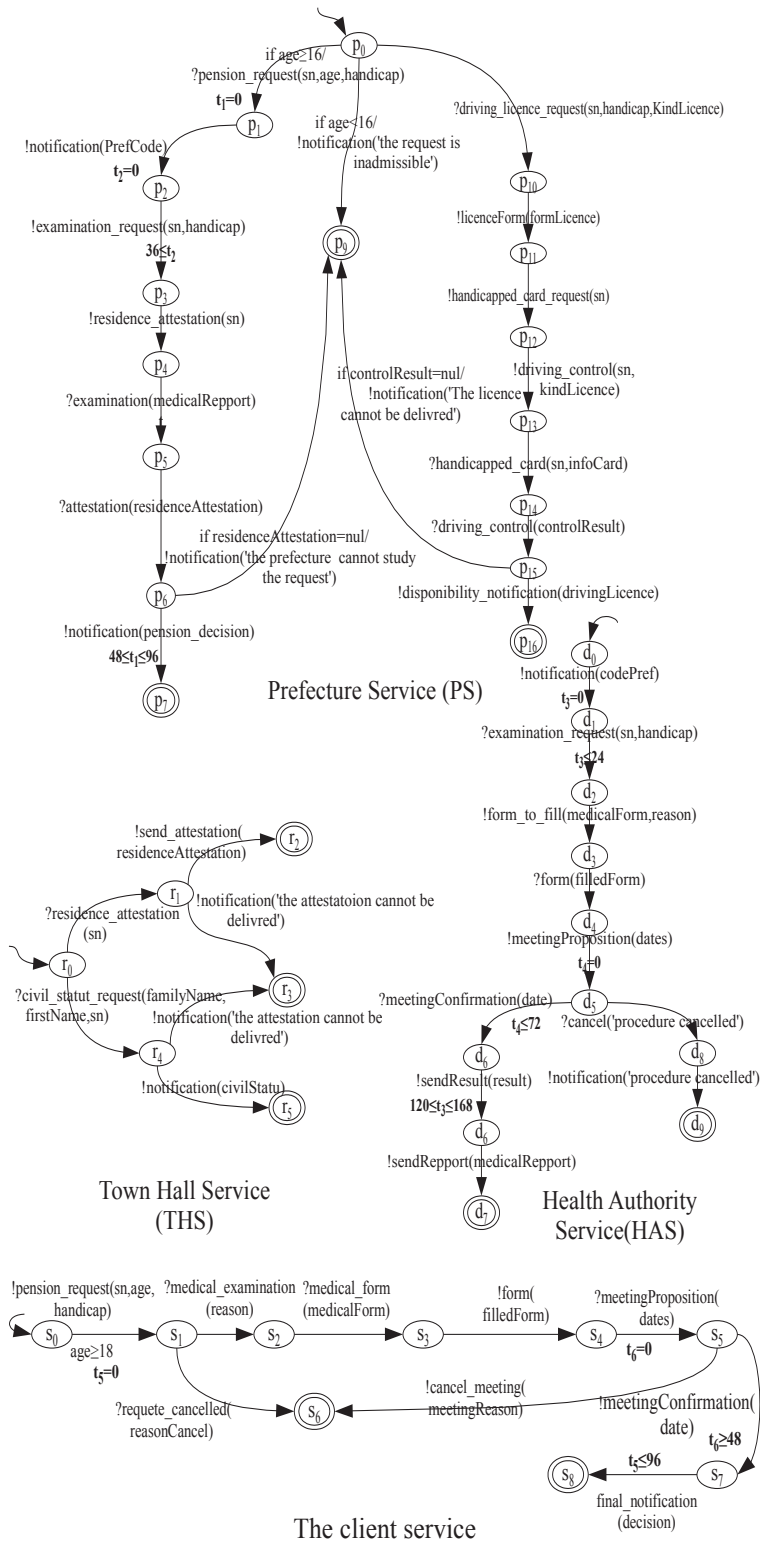 p0
if age≥16/
?pension_request(sn,age,handicap)
t1=0
p1
!notification(PrefCode)
t2=0
p2
!examination_request(sn,handicap)
36≤t2
p3
!residence_attestation(sn)
p4
?examination(medicalRepport)
t
p5
?attestation(residenceAttestation)
p6
!notification(pension_decision)
48≤t1≤96
p7
if age<16/
!notification('the request is
inadmissible')
p9
if residenceAttestation=nul/
!notification('the prefecture cannot study
the request')
if controlResult=nul/
!notification('The licence
cannot be delivred')
?driving_licence_request(sn,handicap,KindLicence)
p10
!licenceForm(formLicence)
p11
!handicapped_card_request(sn)
p12
!driving_control(sn,
kindLicence)
p13
?handicapped_card(sn,infoCard)
p14
?driving_control(controlResult)
p15
!disponibility_notification(drivingLicence)
p16
Prefecture Service (PS)
d0
!notification(codePref)
t3=0
d1
?examination_request(sn,handicap)
t3≤24
d2
!form_to_fill(medicalForm,reason)
d3
?form(filledForm)
d4
!meetingProposition(dates)
t4=0
d5
?meetingConfirmation(date)
t4≤72
d6
!sendResult(result)
120≤t3≤168
d6
!sendRepport(medicalRepport)
d7
?cancel('procedure cancelled')
d8
!notification('procedure cancelled')
d9
Health Authority
Service(HAS)
!send_attestation(
residenceAttestation)
r2
r1
?residence_attestation
(sn)
!notification('the attestatoion cannot be
delivred')
r0
r3
?civil_statut_request(familyName,
firstName,sn)
!notification('the attestation cannot be
delivred')
r4
!notification(civilStatu)
r5
Town Hall Service
(THS)
!pension_request(sn,age,
handicap)
s0
age≥18
t5=0
s1
?medical_examination
(reason)
s2
?medical_form
(medicalForm)
s3
!form(
filledForm)
s4
?meetingProposition(
dates)
t6=0
s5
?requete_cancelled(
reasonCancel)
s6
!cancel_meeting(
meetingReason)
!meetingConfirmation(
date)
t6≥48
s7
t5≤96
s8
final_notification
(decision)
The client service